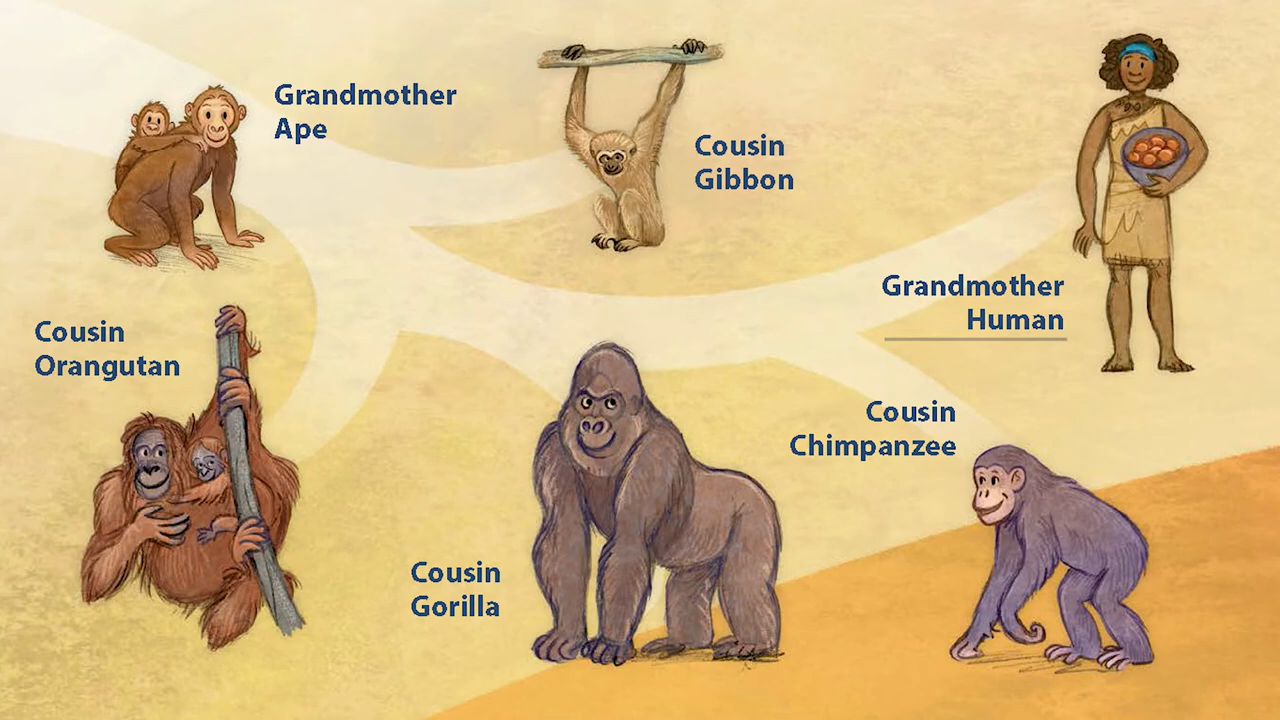 Grandmother
Ape
Cousin
Gibbon
Grandmother
Human
Cousin
Orangutan
Cousin
Chimpanzee
Cousin
Gorilla